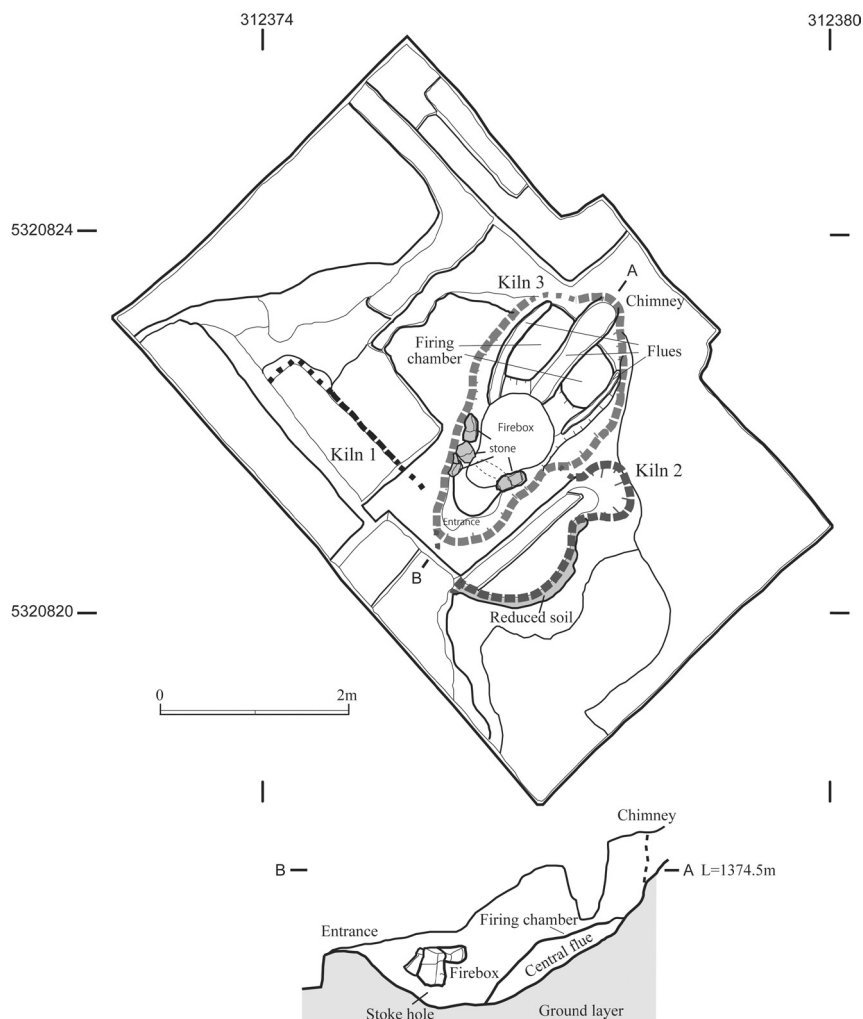 312374
312380
5320824
A
Kiln 3
Chimney
Firing
chamber
Flues
Firebox
stone
Kiln 1
Kiln 2
Entrance
B
5320820
Reduced soil
0
2m
Chimney
B
A L=1374.5m
Firing chamber
Entrance
Central flue
Firebox
Stoke hole
Ground layer